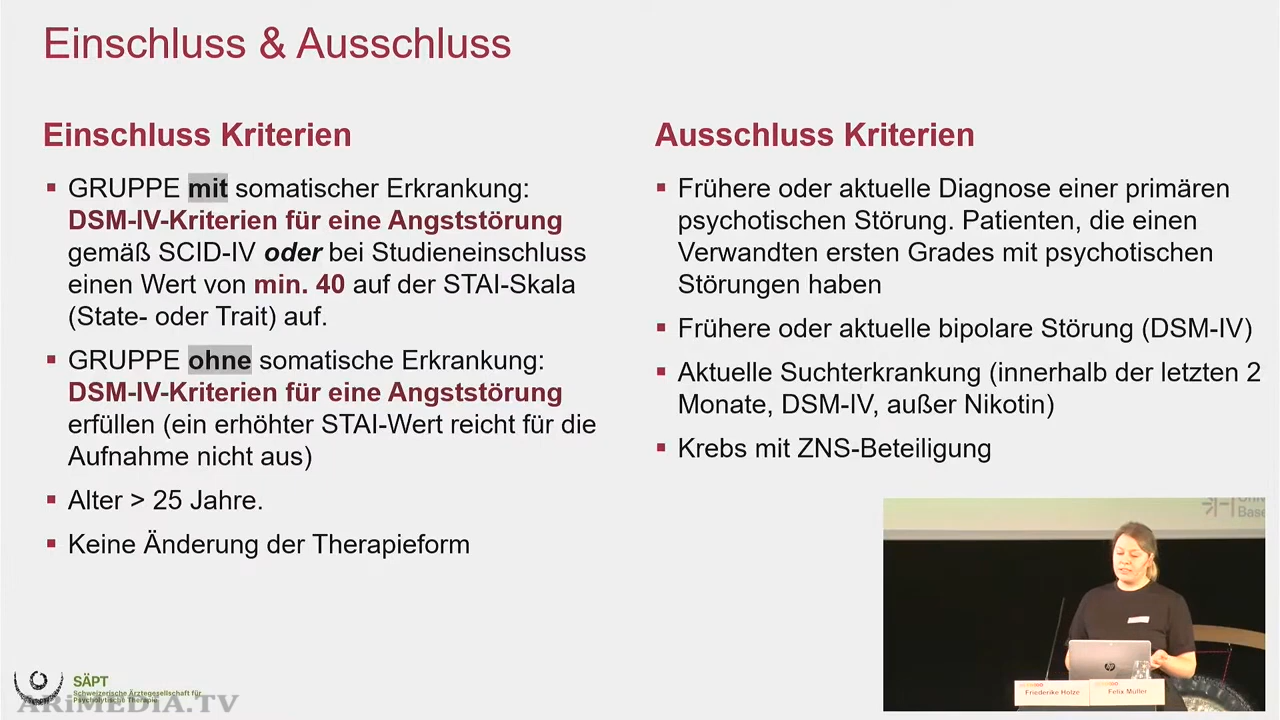 Einschluss & Ausschluss
Einschluss Kriterien
▪ GRUPPE mit somatischer Erkrankung:
DSM-IV-Kriterien für eine Angststörung
gemäß SCID-IV oder bei Studieneinschluss
einen Wert von min. 40 auf der STAI-Skala
(State- oder Trait) auf.
▪ GRUPPE ohne somatische Erkrankung:
DSM-IV-Kriterien für eine Angststörung
erfüllen (ein erhöhter STAI-Wert reicht für die
Aufnahme nicht aus)
▪ Alter > 25 Jahre.
▪ Keine Änderung der Therapieform
Ausschluss Kriterien
▪ Frühere oder aktuelle Diagnose einer primären
psychotischen Störung. Patienten, die einen
Verwandten ersten Grades mit psychotischen
Störungen haben
▪ Frühere oder aktuelle bipolare Störung (DSM-IV)
▪ Aktuelle Suchterkrankung (innerhalb der letzten 2
Monate, DSM-IV, außer Nikotin)
▪ Krebs mit ZNS-Beteiligung
Base
hp
Friederike Holze
Felix Müller
SÄPT
Schweizerische Ärztegesellschaft für
Psycholytische Therapie
ARiMEDIA.TV